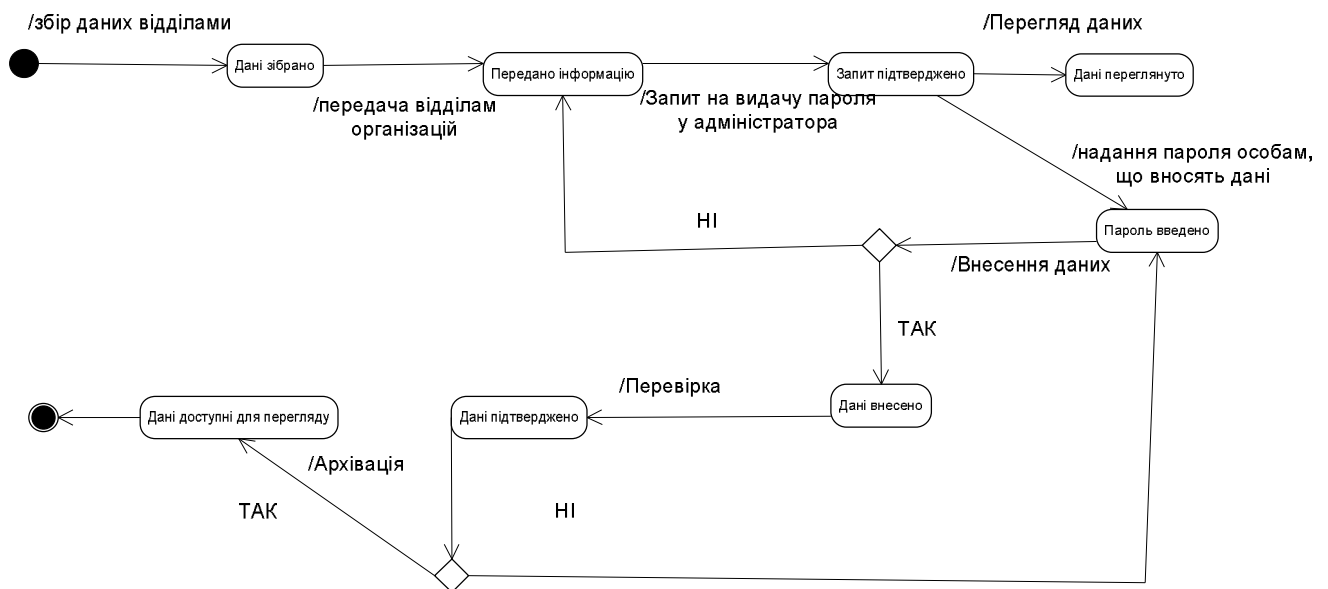 /збір даних відділами
/Перегляд даних
Дані зібрано
Передано інформацію
Запит підтверджено
Дані переглянуто
/передача відділам
організацій
/Запит на видачу пароля
у адміністратора
/надання пароля особам,
що вносять дані
НІ
Пароль введено
/Внесення даних
ТАК
/Перевірка
Дані доступні для перегляду
Дані підтверджено
Дані внесено
/Архівація
ТАК
НІ